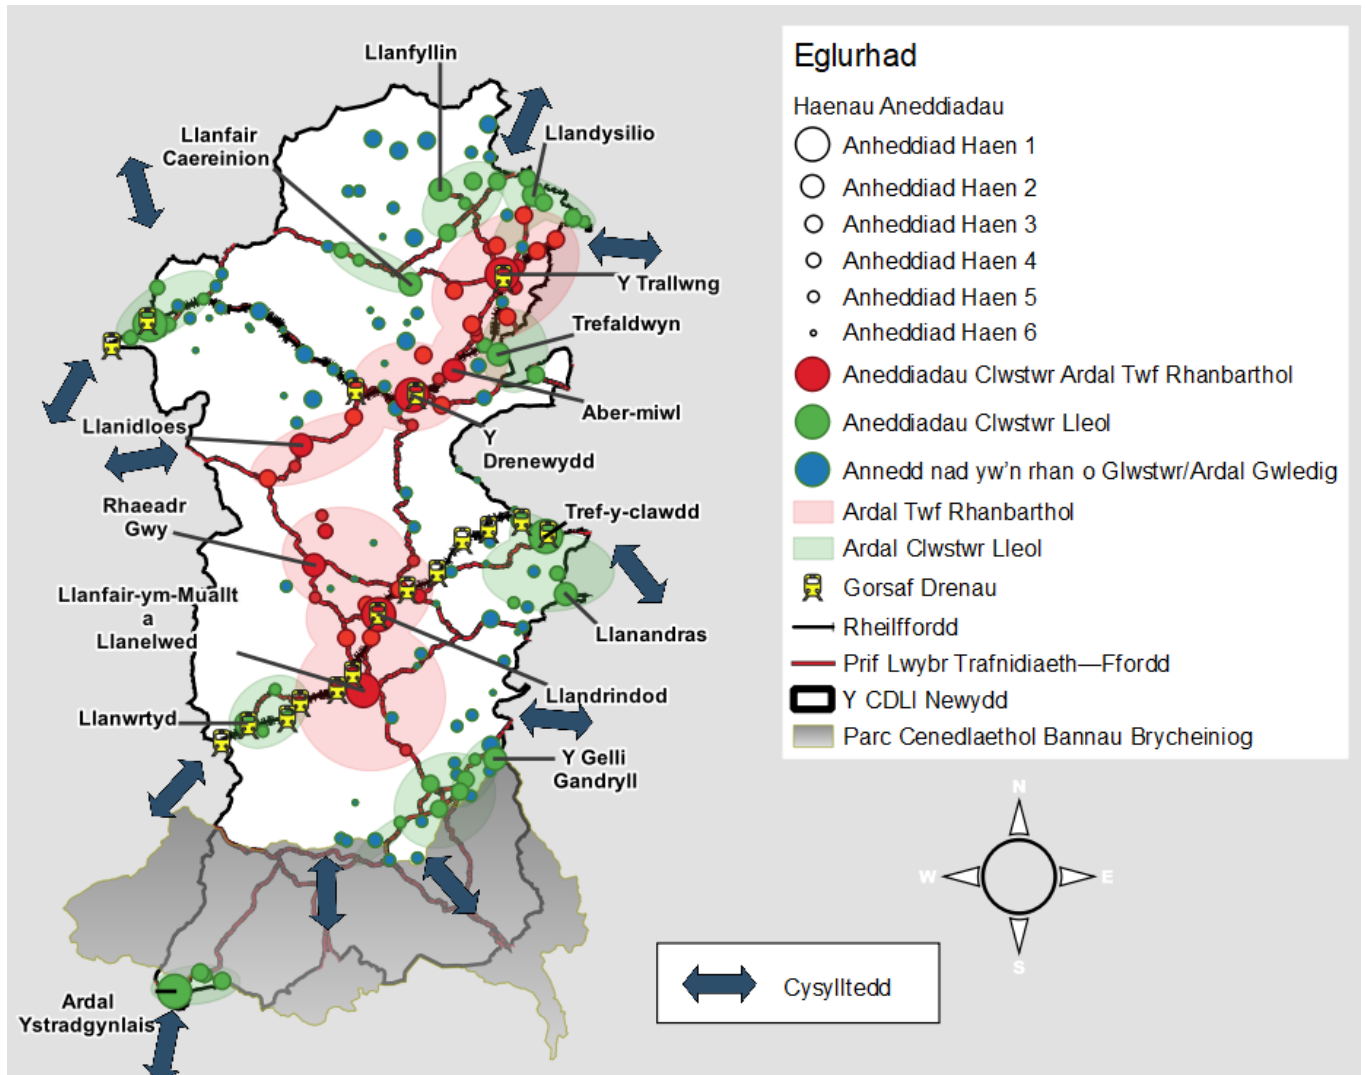 Llanfyllin
Llanfair
Caereinion
Llandysilio
Y Trallwng
Trefaldwyn
Aber-miwl
Llanidloes
Y
Drenewydd
Rhaeadr
Gwy
Tref-y-clawdd
Llanfair-ym-Muallt
a
Llanelwed
Llanandras
Llandrindod
Llanwrtyd
Y Gelli
Gandryll
Ardal
Ystradgynlais
Eglurhad
Haenau Aneddiadau
Anheddiad Haen 1
Anheddiad Haen 2
Anheddiad Haen 3
Anheddiad Haen 4
Anheddiad Haen 5
Anheddiad Haen 6
Aneddiadau Clwstwr Ardal Twf Rhanbarthol
Aneddiadau Clwstwr Lleol
Annedd nad yw'n rhan o Glwstwr/Ardal Gwledig
Ardal Twf Rhanbarthol
Ardal Clwstwr Lleol
Gorsaf Drenau
Rheilffordd
Prif Lwybr Trafnidiaeth—Ffordd
Y CDLl Newydd
Parc Cenedlaethol Bannau Brycheiniog
N
W
E
S
Cysylltedd